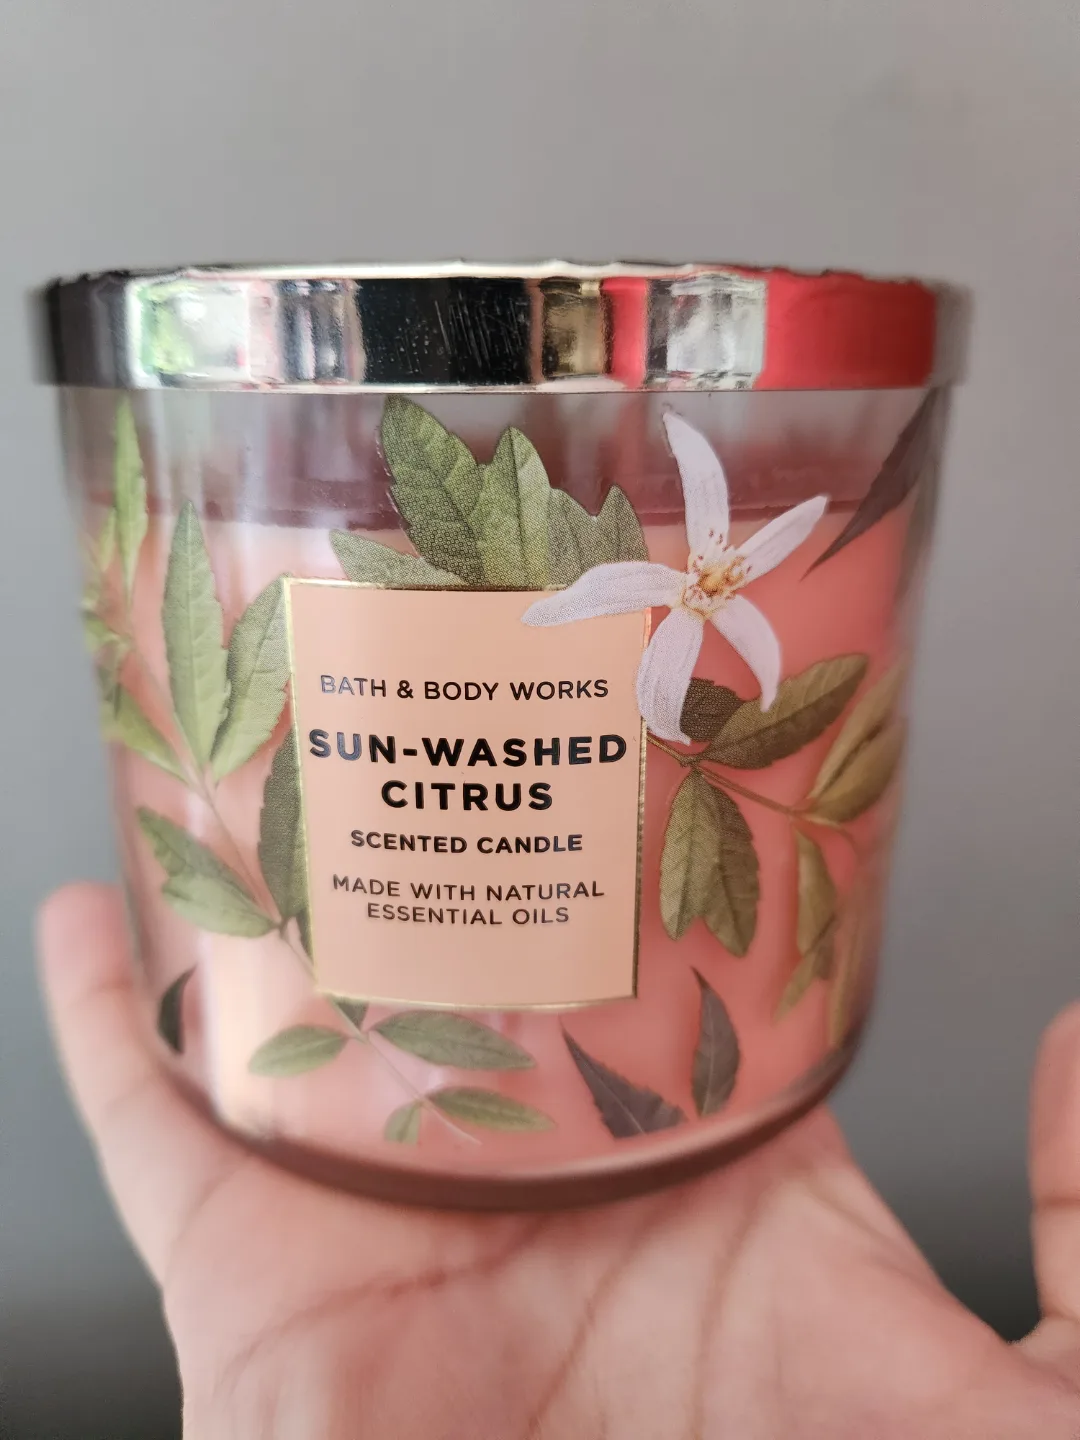 BATH & BODY WORKS
SUN-WASHED
CITRUS
SCENTED CANDLE
MADE WITH NATURAL
ESSENTIAL OILS